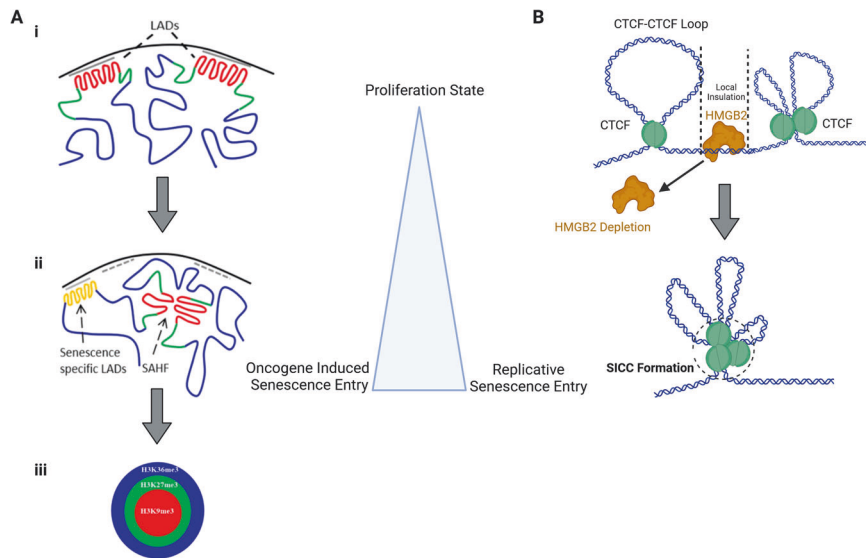 A
i
LADs
ii
Senescence
specific LADs
SAHF
iii
H3K36me3
H3K27me3
H3K9me3
Proliferation State
Oncogene Induced
Senescence Entry
Replicative
Senescence Entry
B
CTCF-CTCF Loop
Local
Insulation
HMGB2
CTCF
CTCF
HMGB2 Depletion
SICC Formation